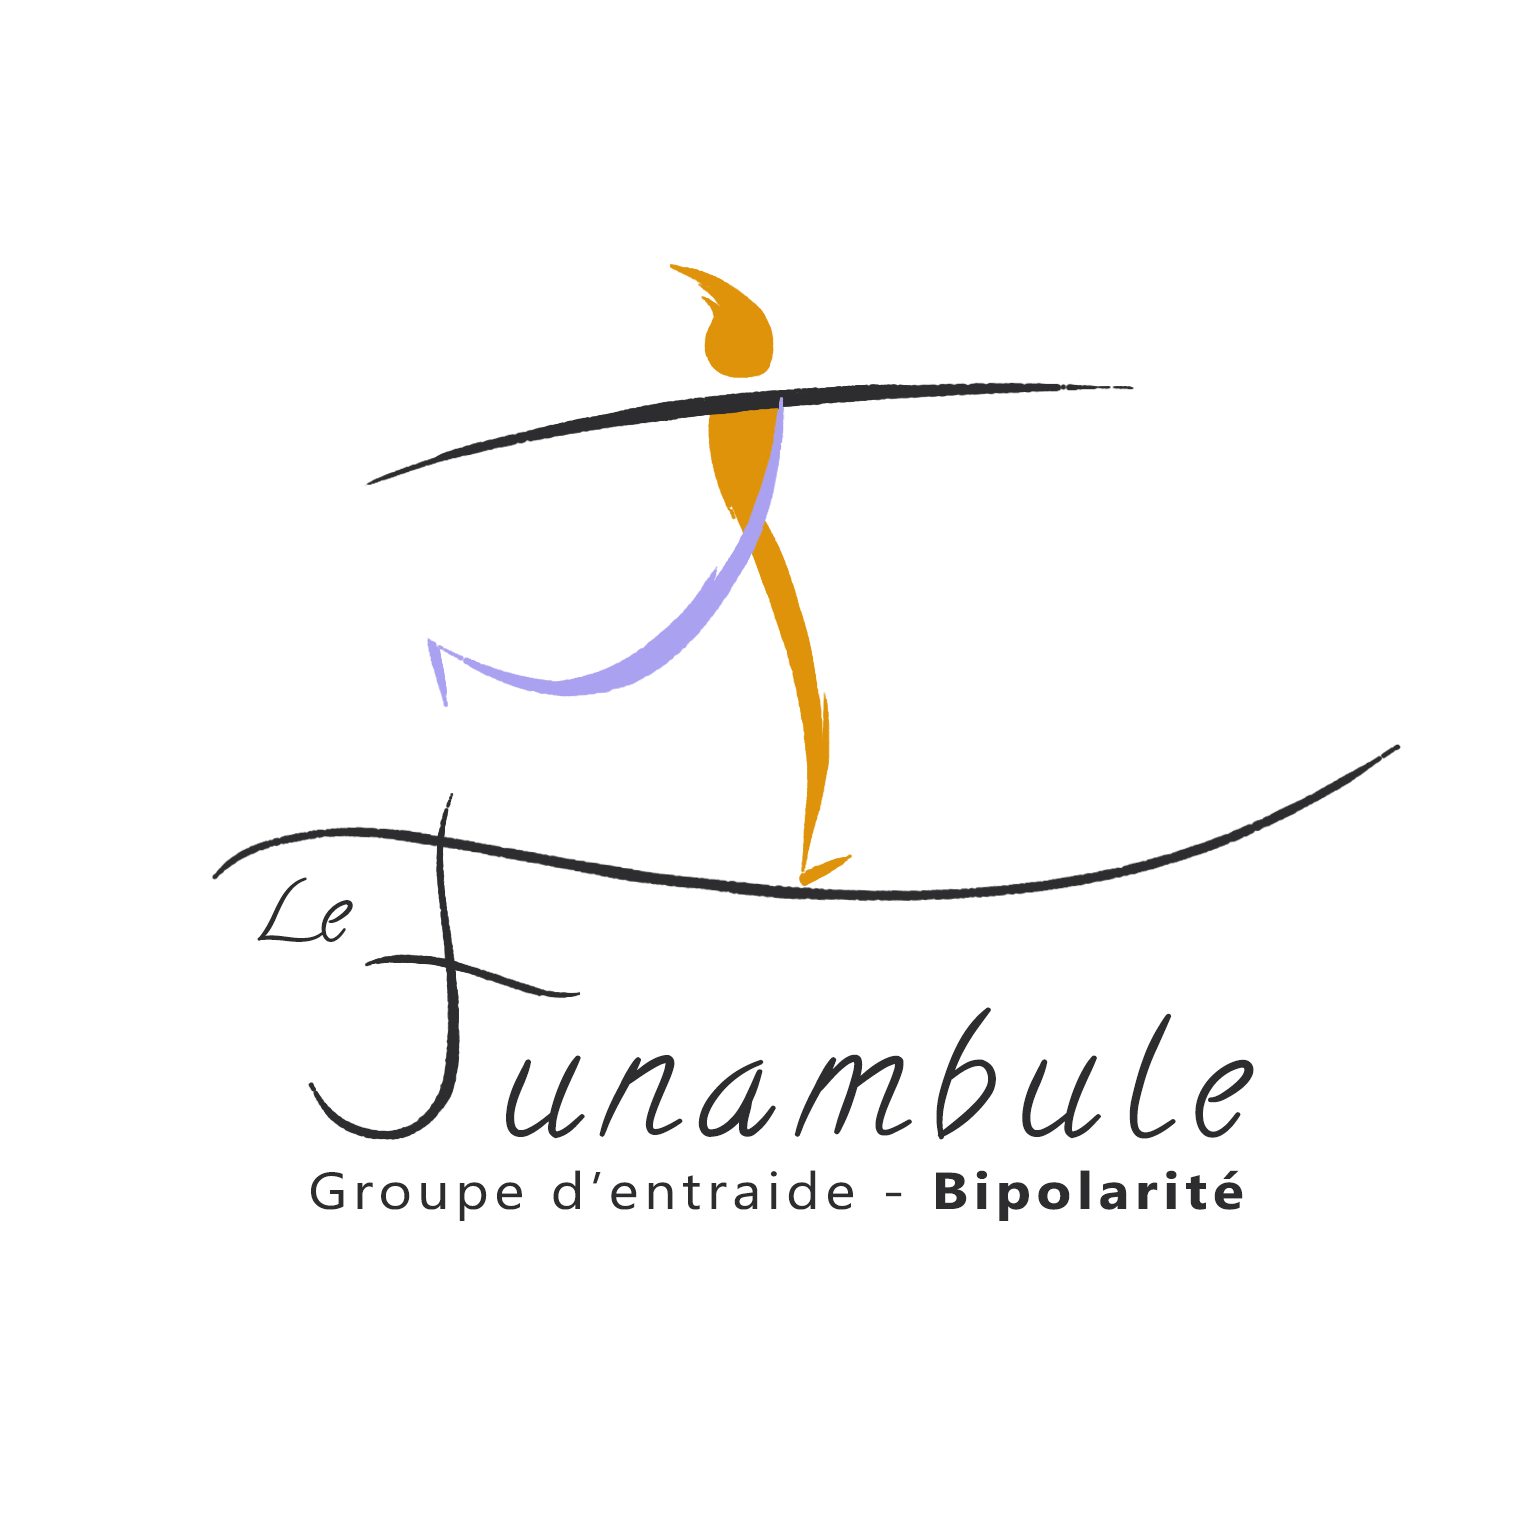 Le
Funambule
Groupe d’entraide - Bipolarité